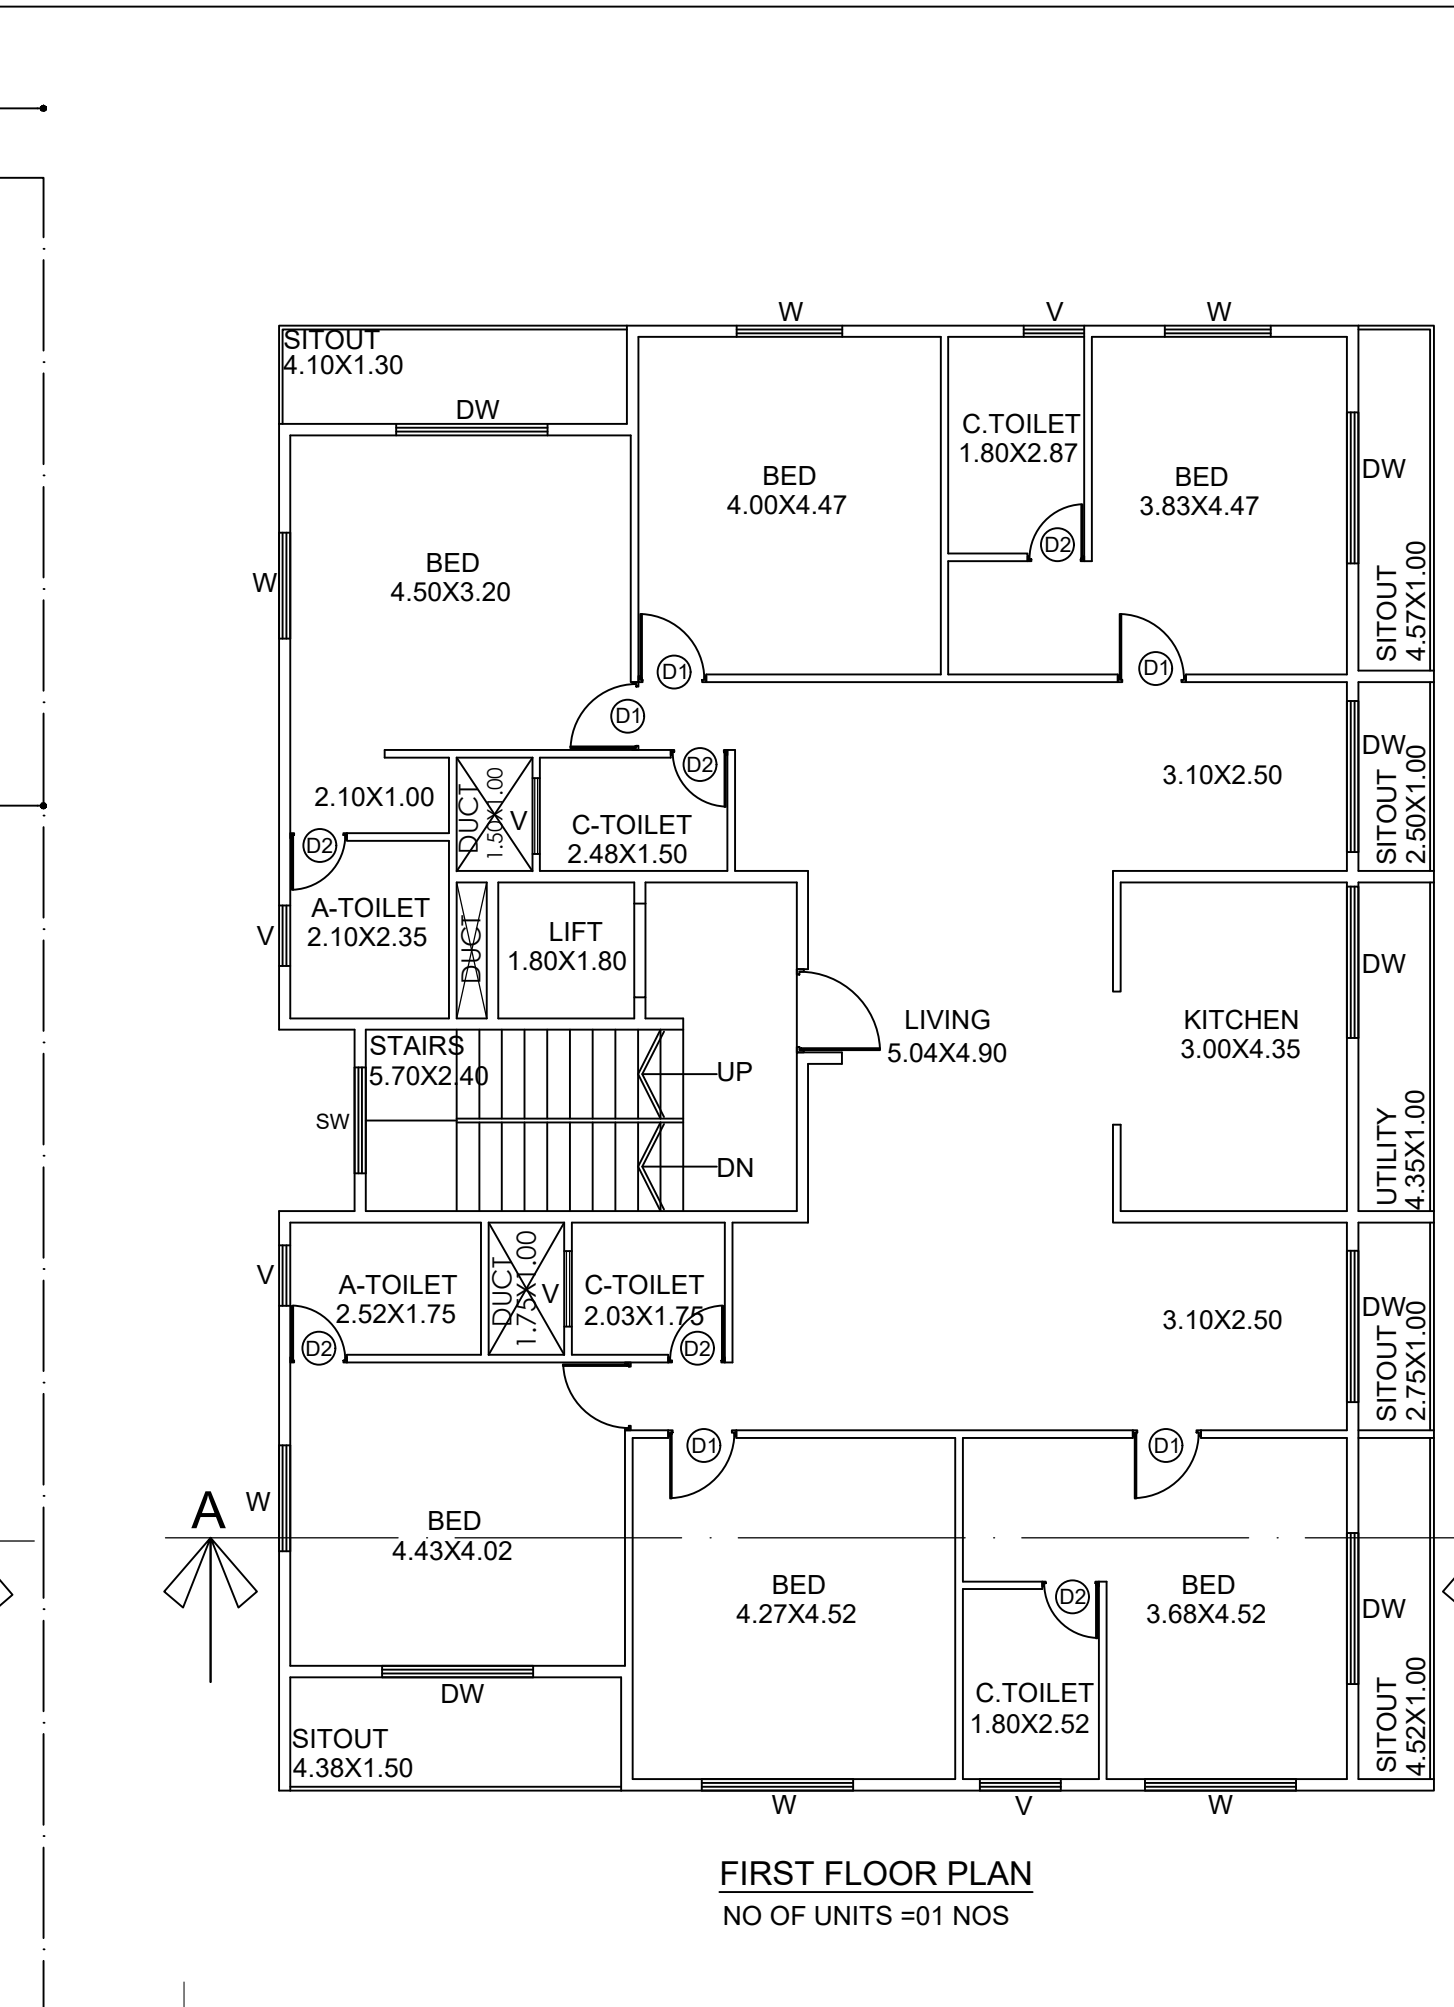 W
V
W
SITOUT
4.10X1.30
DW
C.TOILET
1.80X2.87
BED
4.00X4.47
BED
3.83X4.47
DW
D2
SITOUT
4.57X1.00
BED
4.50X3.20
W
D1
D1
D1
D2
DW
SITOUT
2.50X1.00
3.10X2.50
2.10X1.00
DUCT
1.50X1.00
V
C-TOILET
2.48X1.50
D2
A-TOILET
2.10X2.35
V
DUCT
LIFT
1.80X1.80
DW
LIVING
5.04X4.90
KITCHEN
3.00X4.35
STAIRS
5.70X2.40
UP
SW
DN
UTILITY
4.35X1.00
V
A-TOILET
2.52X1.75
DUCT
1.75X1.00
V
C-TOILET
2.03X1.75
D2
D2
3.10X2.50
DW
SITOUT
2.75X1.00
D1
D1
A
W
BED
4.43X4.02
BED
4.27X4.52
D2
BED
3.68X4.52
DW
DW
C.TOILET
1.80X2.52
SITOUT
4.52X1.00
SITOUT
4.38X1.50
W
V
W
FIRST FLOOR PLAN
NO OF UNITS =01 NOS